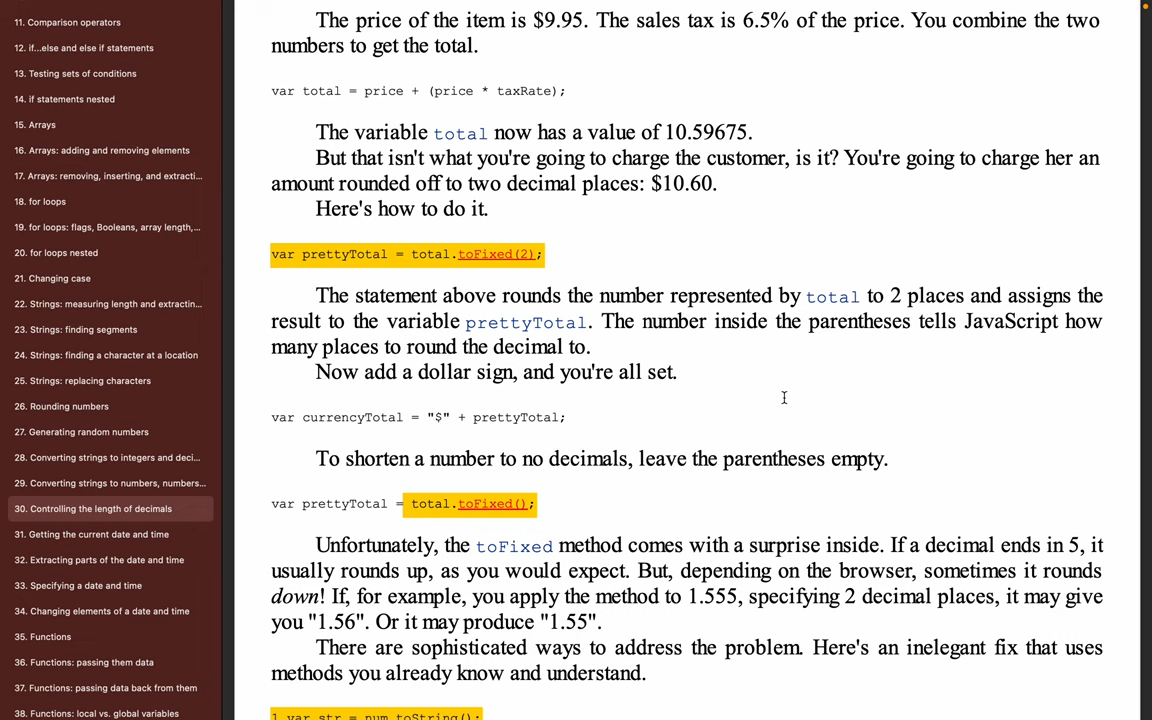 11. Comparison operators
12. if...else and else if statements
13. Testing sets of conditions
14. if statements nested
15. Arrays
16. Arrays: adding and removing elements
17. Arrays: removing, inserting, and extracti...
18. for loops
19. for loops: flags, Booleans, array length,...
20. for loops nested
21. Changing case
22. Strings: measuring length and extractin...
23. Strings: finding segments
24. Strings: finding a character at a location
25. Strings: replacing characters
26. Rounding numbers
27. Generating random numbers
28. Converting strings to integers and deci...
29. Converting strings to numbers, numbers...
30. Controlling the length of decimals
31. Getting the current date and time
32. Extracting parts of the date and time
33. Specifying a date and time
34. Changing elements of a date and time
35. Functions
36. Functions: passing them data
37. Functions: passing data back from them
38. Functions: local vs. global variables
The price of the item is $9.95. The sales tax is 6.5% of the price. You combine the two
numbers to get the total.
var total = price + (price * taxRate);
The variable total now has a value of 10.59675.
But that isn't what you're going to charge the customer, is it? You're going to charge her an
amount rounded off to two decimal places: $10.60.
Here's how to do it.
var prettyTotal = total.toFixed(2);
The statement above rounds the number represented by total to 2 places and assigns the
result to the variable prettyTotal. The number inside the parentheses tells JavaScript how
many places to round the decimal to.
Now add a dollar sign, and you're all set.
var currencyTotal = "$" + prettyTotal;
To shorten a number to no decimals, leave the parentheses empty.
var prettyTotal = total.toFixed();
Unfortunately, the toFixed method comes with a surprise inside. If a decimal ends in 5, it
usually rounds up, as you would expect. But, depending on the browser, sometimes it rounds
down! If, for example, you apply the method to 1.555, specifying 2 decimal places, it may give
you "1.56". Or it may produce "1.55".
There are sophisticated ways to address the problem. Here's an inelegant fix that uses
methods you already know and understand.
1 var str = num.toString();